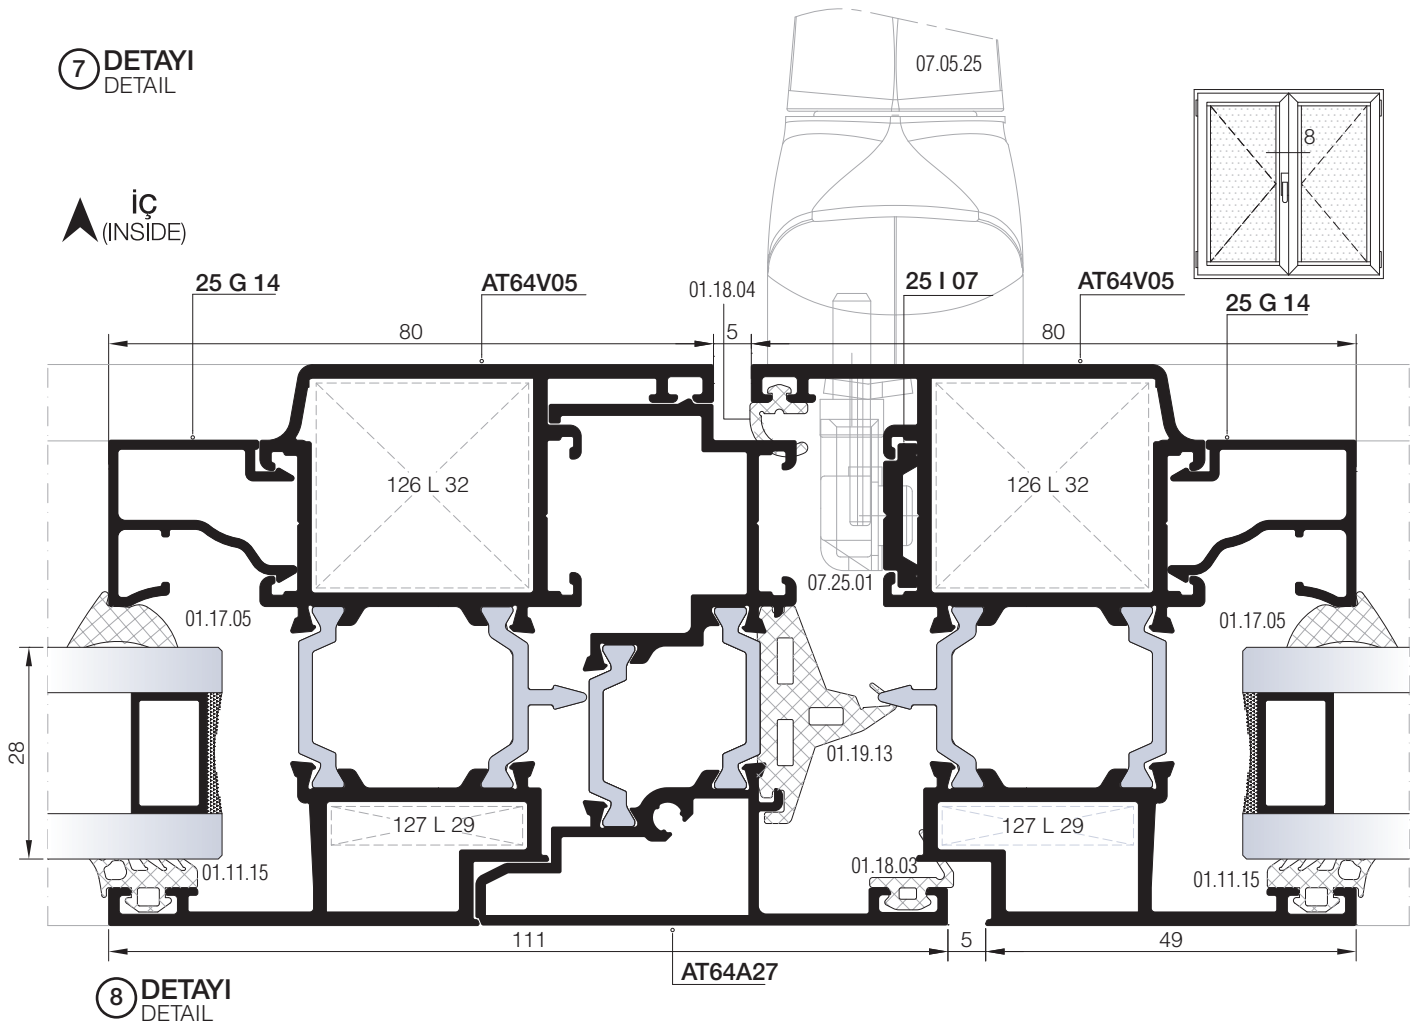 7 DETAYI
DETAIL
07.05.25
8
İÇ
(INSIDE)
25 G 14
AT64V05
01.18.04
25 I 07
AT64V05
25 G 14
80
5
80
126 L 32
126 L 32
07.25.01
01.17.05
01.17.05
28
01.19.13
127 L 29
127 L 29
01.11.15
01.18.03
01.11.15
111
5
49
AT64A27
8 DETAYI
DETAIL